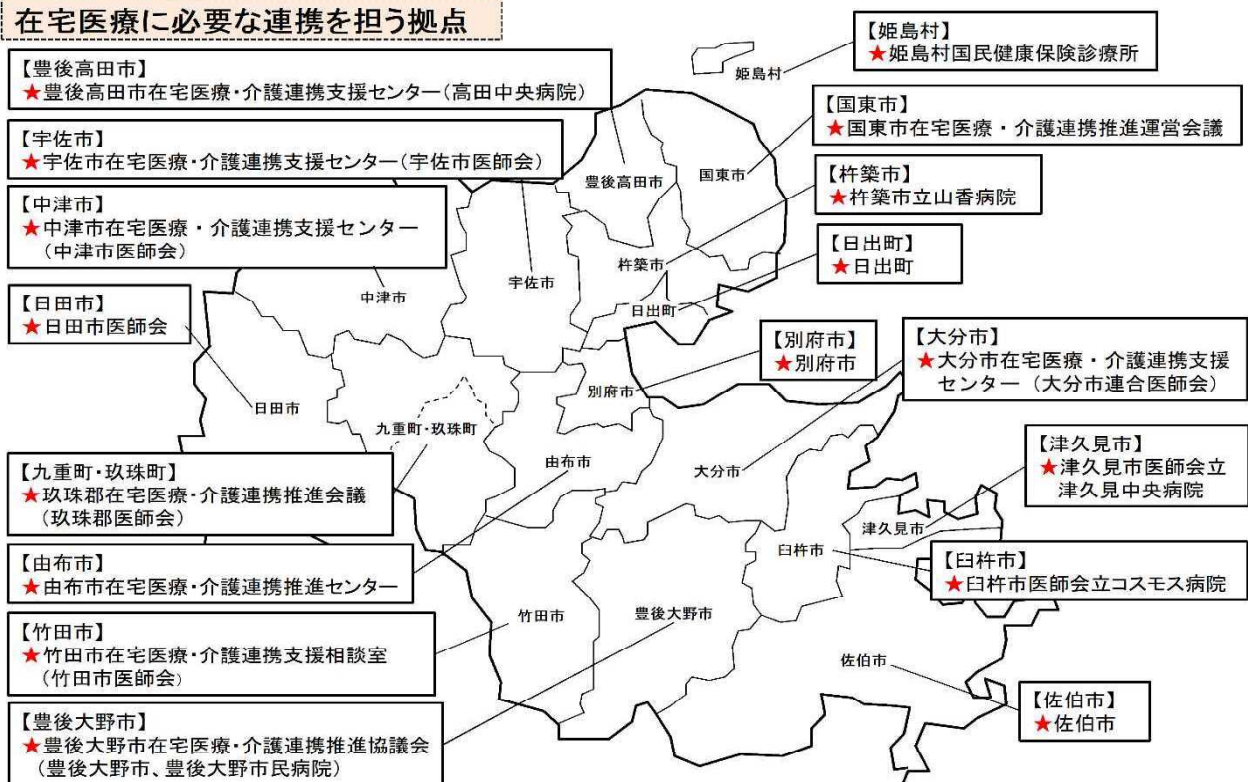 在宅医療に必要な連携を担う拠点
【姫島村】
★姫島村国民健康保険診療所
【豊後高田市】
★豊後高田市在宅医療・介護連携支援センター(高田中央病院)
【国東市】
★国東市在宅医療・介護連携推進運営会議
【宇佐市】
★宇佐市在宅医療・介護連携支援センター(宇佐市医師会)
【杵築市】
★杵築市立山香病院
【中津市】
★中津市在宅医療・介護連携支援センター
(中津市医師会)
【日出町】
★日出町
【日田市】
★日田市医師会
【別府市】
★別府市
【大分市】
★大分市在宅医療・介護連携支援
センター(大分市連合医師会)
【九重町・玖珠町】
★玖珠郡在宅医療・介護連携推進会議
(玖珠郡医師会)
【津久見市】
★津久見市医師会立
津久見中央病院
【由布市】
★由布市在宅医療・介護連携推進センター
【臼杵市】
★臼杵市医師会立コスモス病院
【竹田市】
★竹田市在宅医療・介護連携支援相談室
(竹田市医師会)
【豊後大野市】
★豊後大野市在宅医療・介護連携推進協議会
(豊後大野市、豊後大野市民病院)
【佐伯市】
★佐伯市
姫島村
豊後高田市
国東市
杵築市
宇佐市
中津市
日出町
別府市
日田市
九重町・玖珠町
由布市
大分市
津久見市
臼杵市
竹田市
豊後大野市
佐伯市